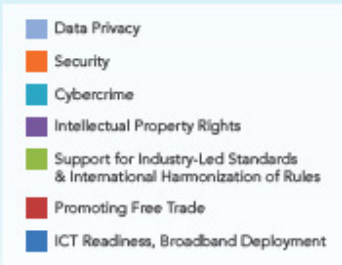 Data Privacy
Security
Cybercrime
Intellectual Property Rights
Support for Industry-Led Standards
& International Harmonization of Rules
Promoting Free Trade
ICT Readiness, Broadband Deployment